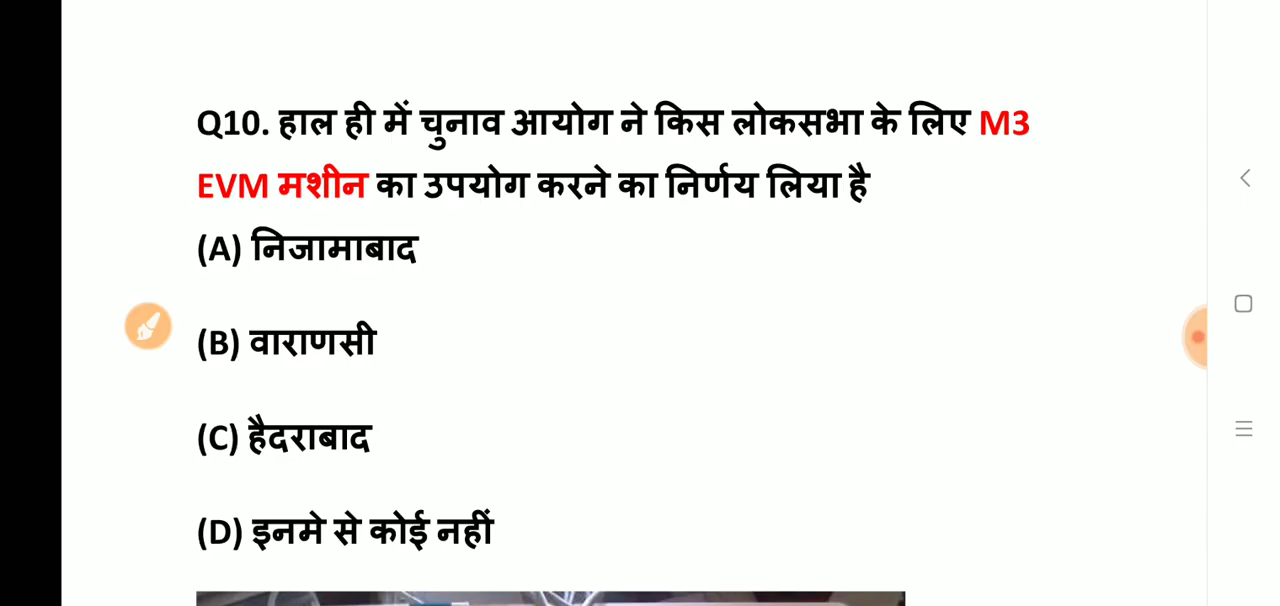 Q10. हाल ही में चुनाव आयोग ने किस लोकसभा के लिए M3
EVM मशीन का उपयोग करने का निर्णय लिया है
(A) निजामाबाद
(B) वाराणसी
(C) हैदराबाद
(D) इनमे से कोई नहीं